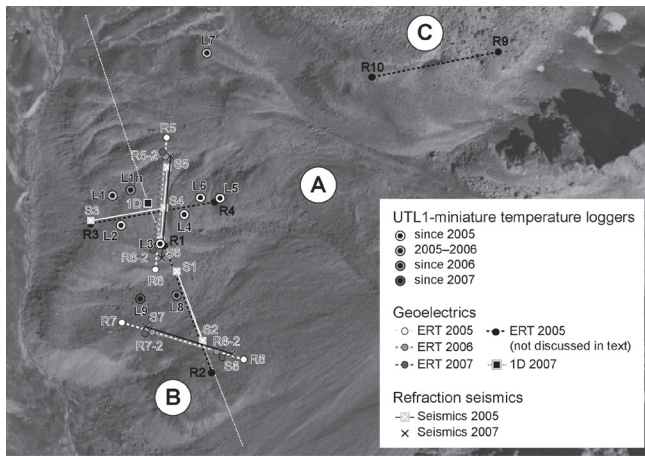 L7
C
R9
R10
R5
R5-2
S5
A
L1n
L1
L6
L5
1D
S4
R4
S3
R3
L2
L4
L3
R1
R6-2
S6
R6
S1
L9
L8
S7
R7
R7-2
S2
R8-2
S8
R8
R2
B
UTL1-miniature temperature loggers
since 2005
2005–2006
since 2006
since 2007
Geoelectrics
ERT 2005
ERT 2005
(not discussed in text)
ERT 2006
ERT 2007
1D 2007
Refraction seismics
Seismics 2005
Seismics 2007